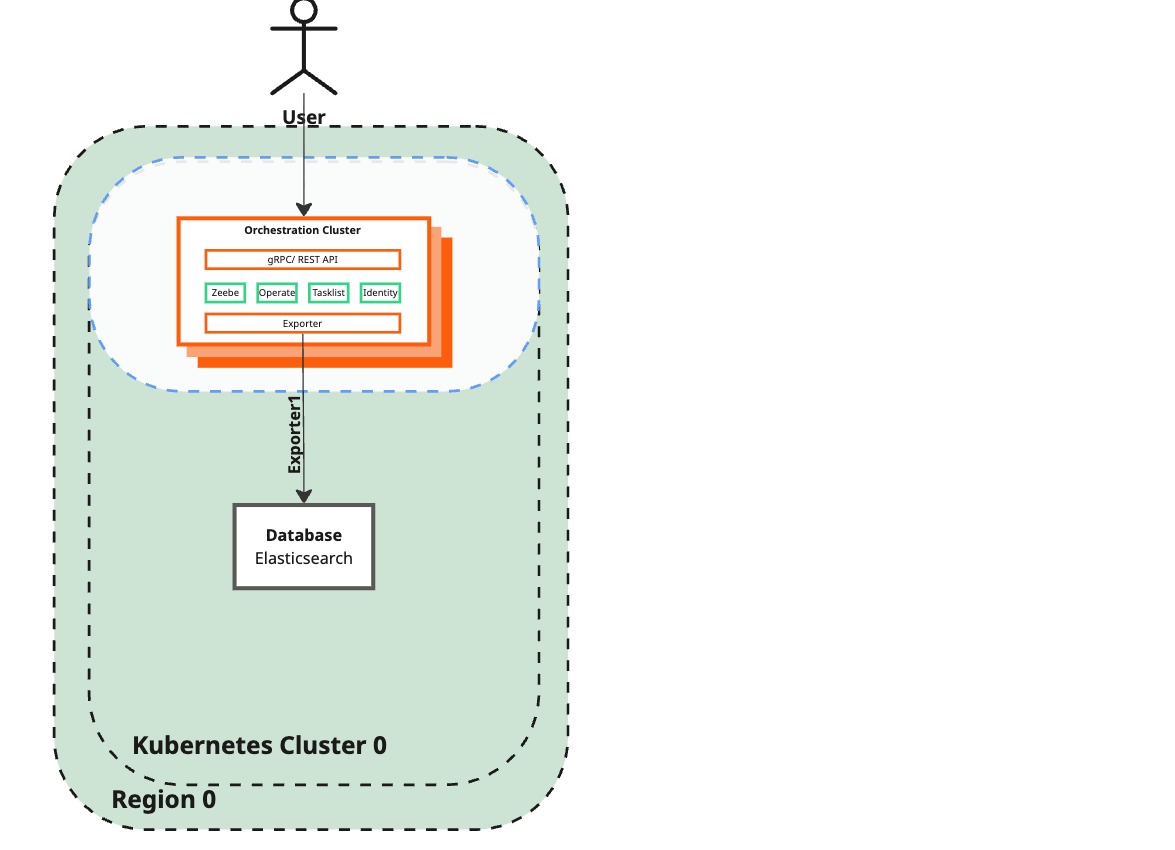 User
Orchestration Cluster
gRPC/ REST API
Zeebe
Operate
Tasklist
Identity
Exporter
Exporter1
Database
Elasticsearch
Kubernetes Cluster 0
Region 0